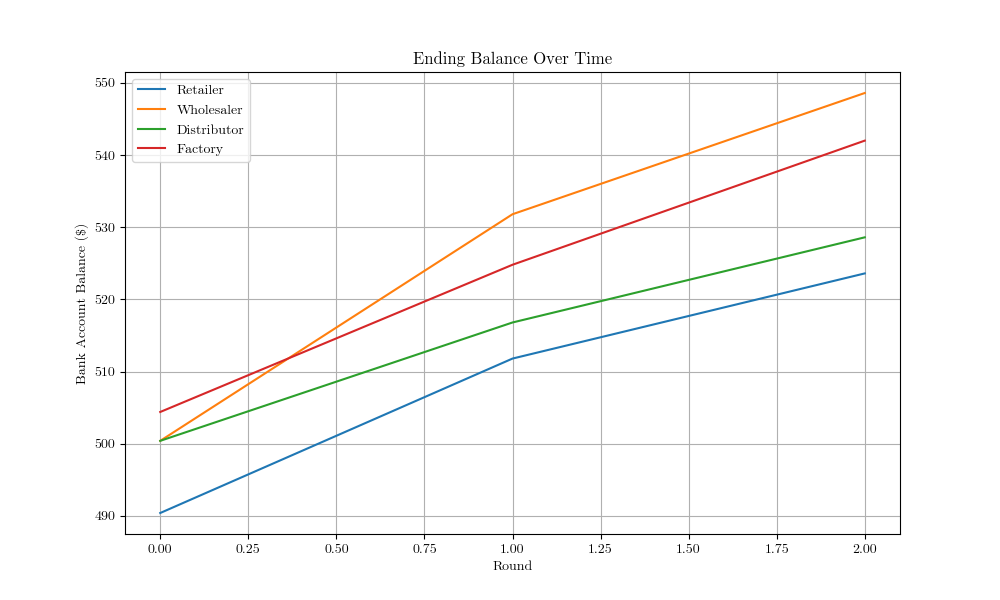 Ending Balance Over Time
Retailer
Wholesaler
Distributor
Factory
Bank Account Balance ($)
550
540
530
520
510
500
490
0.00 0.25 0.50 0.75 1.00 1.25 1.50 1.75 2.00
Round